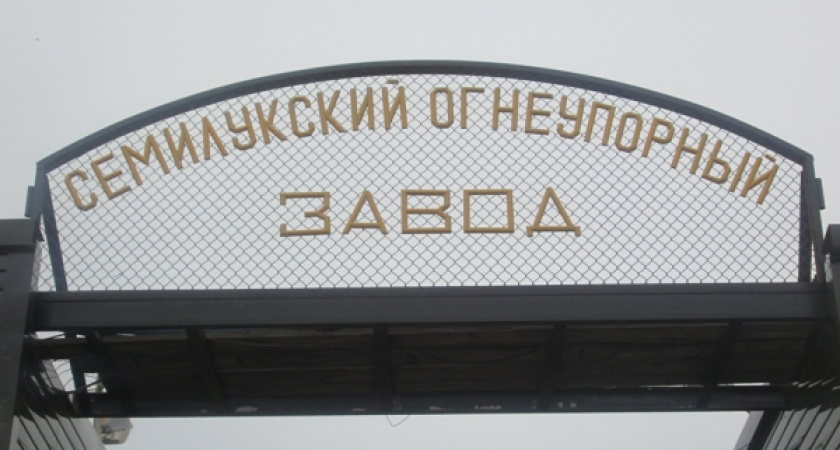 СЕМИЛУКСКИЙ ОГНЕУПОРНЫЙ
ЗАВОД